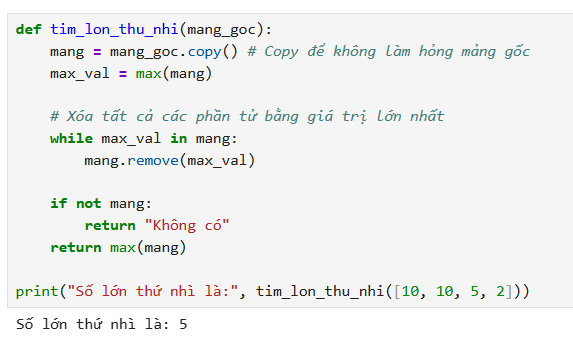 def tim_lon_thu_nhi(mang_goc):
    mang = mang_goc.copy() # Copy để không làm hỏng mảng gốc
    max_val = max(mang)

    # Xóa tất cả các phần tử bằng giá trị lớn nhất
    while max_val in mang:
        mang.remove(max_val)

    if not mang:
        return "Không có"
    return max(mang)

print("Số lớn thứ nhì là:", tim_lon_thu_nhi([10, 10, 5, 2]))
Số lớn thứ nhì là: 5